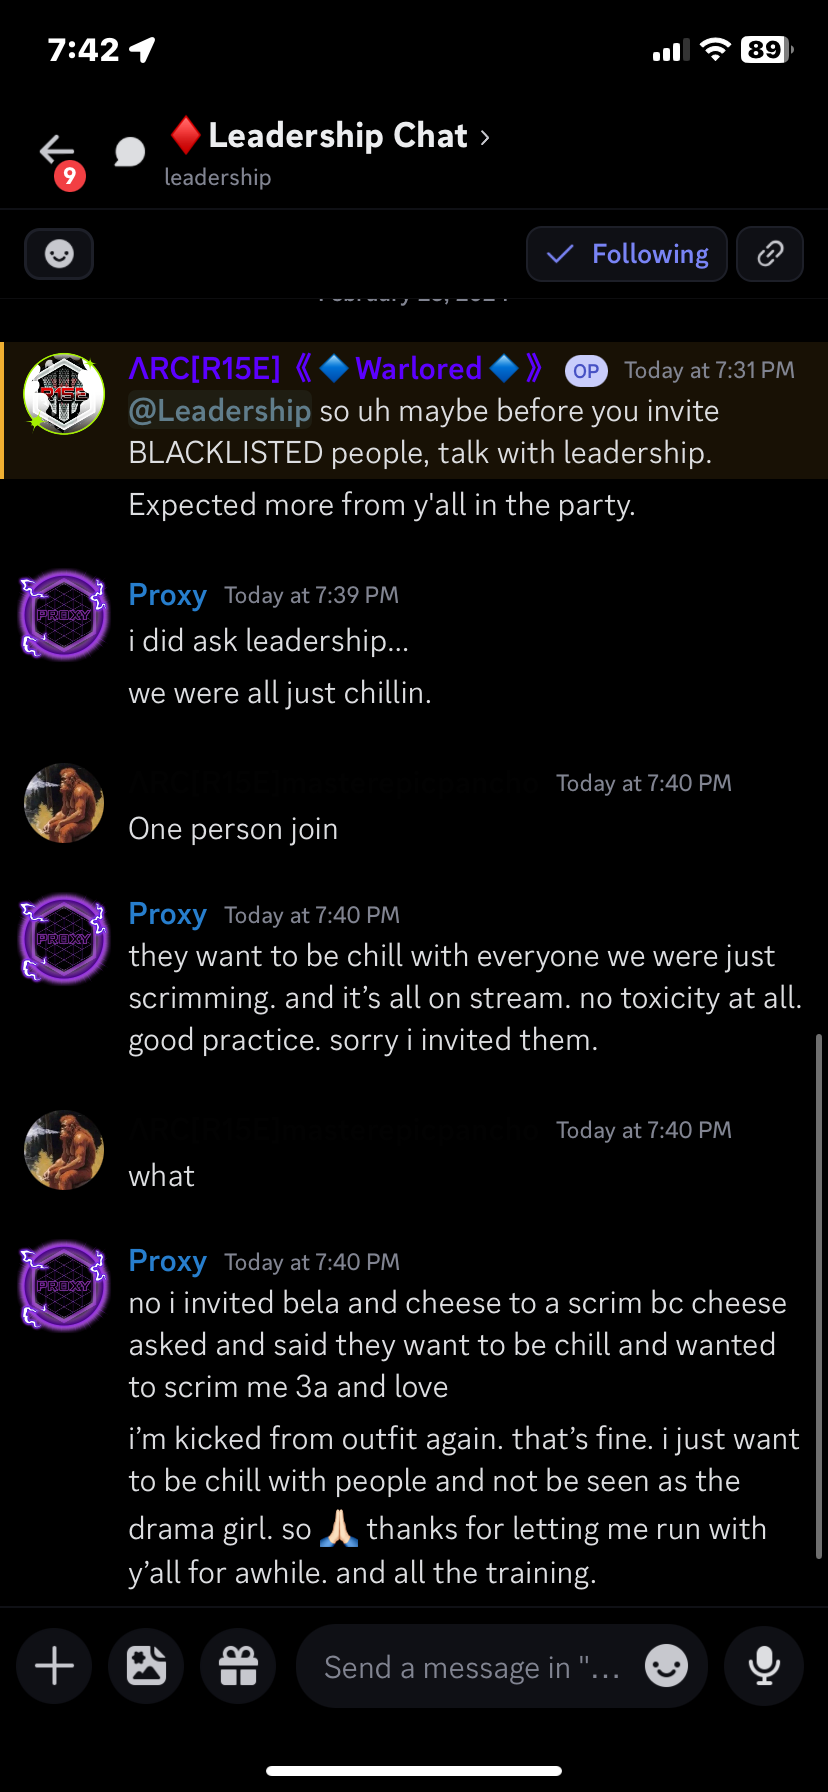 7:42
89
Leadership Chat ›
9
leadership
Following
ΛRC[R15E]《🔷Warlored🔷》 OP Today at 7:31 PM
@Leadership so uh maybe before you invite
BLACKLISTED people, talk with leadership.
Expected more from y'all in the party.
Proxy Today at 7:39 PM
PROXY
i did ask leadership...
we were all just chillin.
Today at 7:40 PM
One person join
Proxy Today at 7:40 PM
PROXY
they want to be chill with everyone we were just
scrimming. and it’s all on stream. no toxicity at all.
good practice. sorry i invited them.
Today at 7:40 PM
what
Proxy Today at 7:40 PM
PROXY
no i invited bela and cheese to a scrim bc cheese
asked and said they want to be chill and wanted
to scrim me 3a and love
i’m kicked from outfit again. that’s fine. i just want
to be chill with people and not be seen as the
drama girl. so 🙏🏻 thanks for letting me run with
y’all for awhile. and all the training.
Send a message in "...